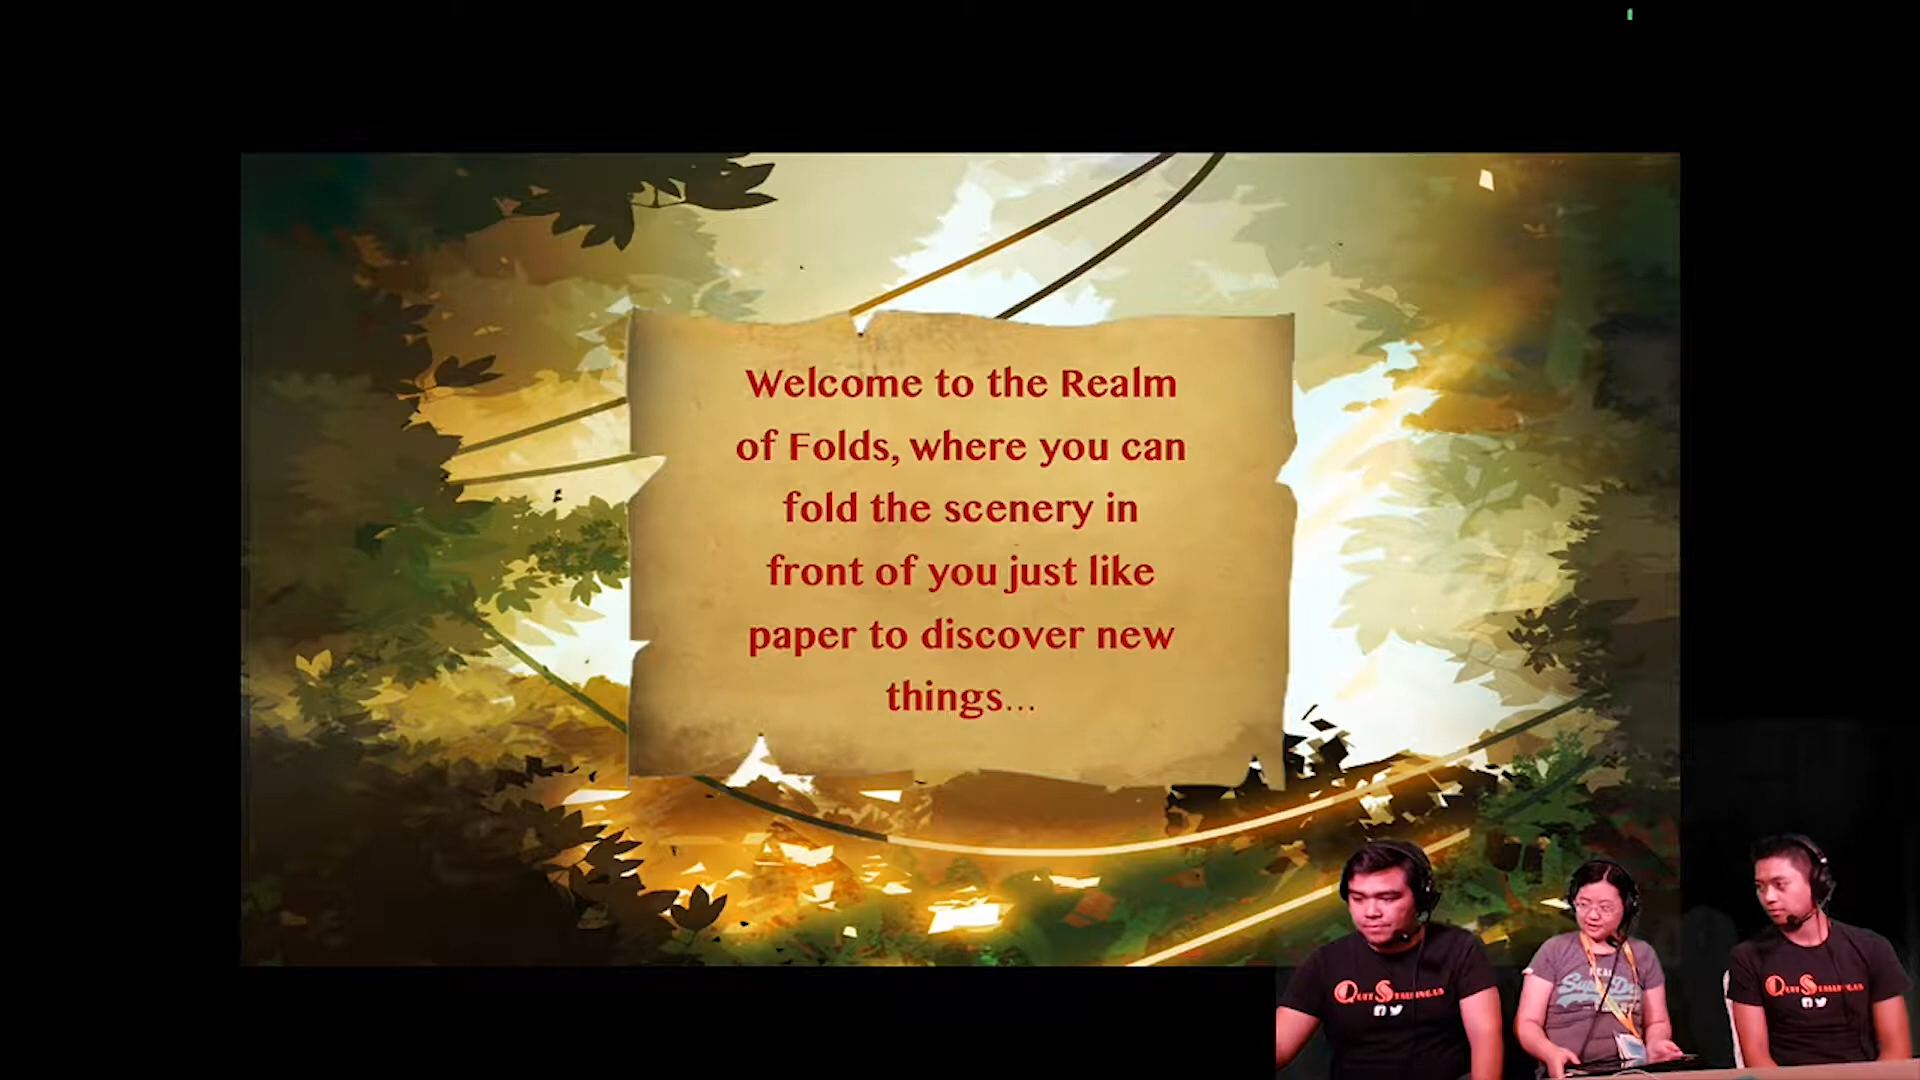 Welcome to the Realm
of Folds, where you can
fold the scenery in
front of you just like
paper to discover new
things...